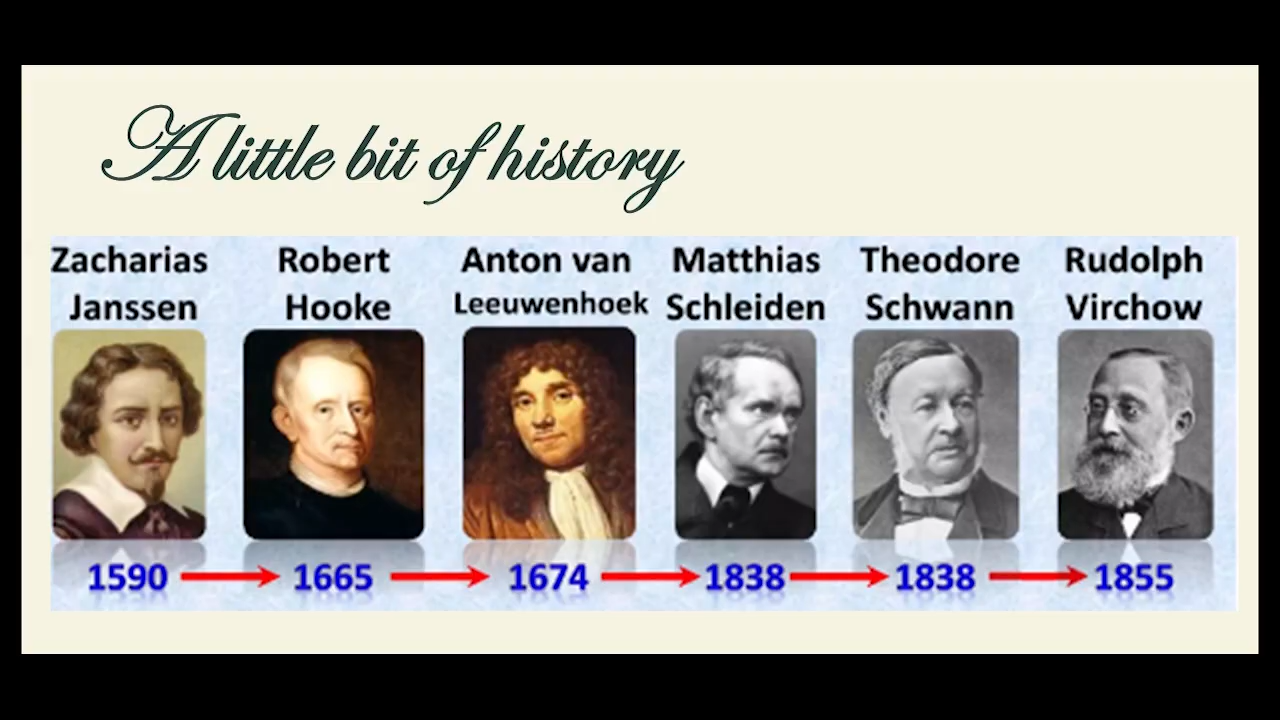 A little bit of history
Zacharias Janssen
Robert Hooke
Anton van Leeuwenhoek
Matthias Schleiden
Theodore Schwann
Rudolph Virchow
1590 1665 1674 1838 1838 1855